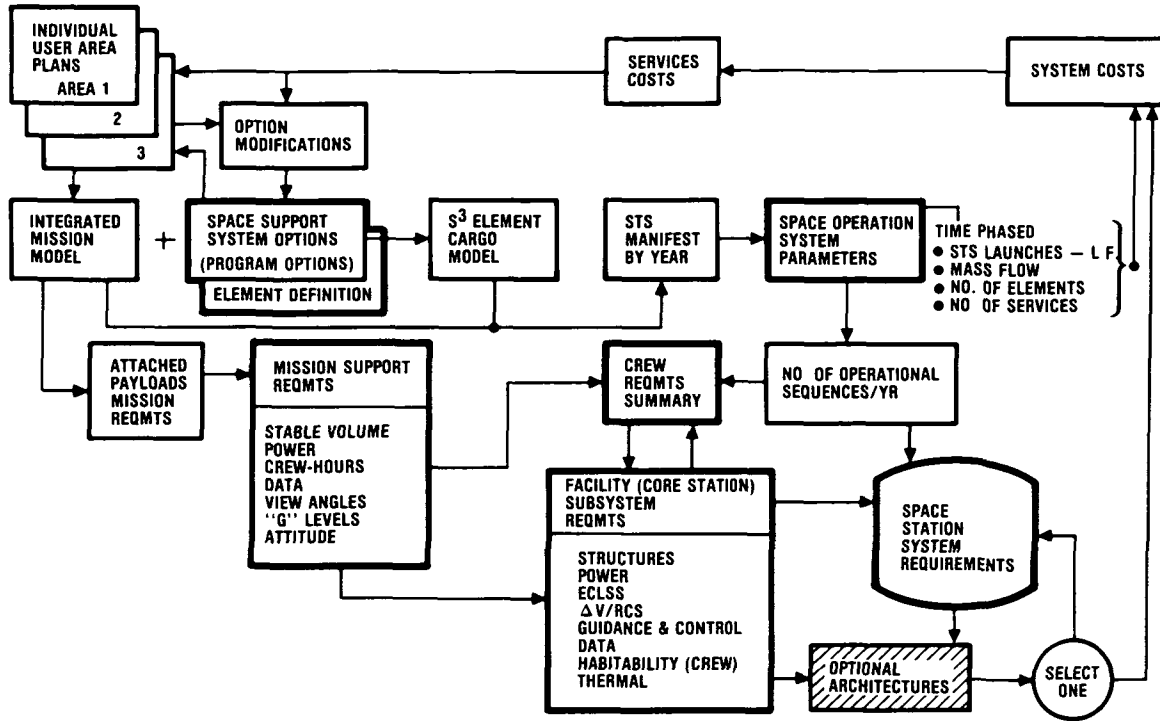 INDIVIDUAL
USER AREA
PLANS
AREA 1
2
3
OPTION
MODIFICATIONS
SERVICES
COSTS
SYSTEM COSTS
INTEGRATED
MISSION
MODEL
+
SPACE SUPPORT
SYSTEM OPTIONS
(PROGRAM OPTIONS)
ELEMENT DEFINITION
S³ ELEMENT
CARGO
MODEL
STS
MANIFEST
BY YEAR
SPACE OPERATION
SYSTEM
PARAMETERS
TIME PHASED
● STS LAUNCHES — L F
● MASS FLOW
● NO. OF ELEMENTS
● NO OF SERVICES
ATTACHED
PAYLOADS
MISSION
REQMTS
MISSION SUPPORT
REQMTS
STABLE VOLUME
POWER
CREW-HOURS
DATA
VIEW ANGLES
"G" LEVELS
ATTITUDE
CREW
REQMTS
SUMMARY
NO OF OPERATIONAL
SEQUENCES/YR
FACILITY (CORE STATION)
SUBSYSTEM
REQMTS
STRUCTURES
POWER
ECLSS
ΔV/RCS
GUIDANCE & CONTROL
DATA
HABITABILITY (CREW)
THERMAL
SPACE
STATION
SYSTEM
REQUIREMENTS
OPTIONAL
ARCHITECTURES
SELECT
ONE